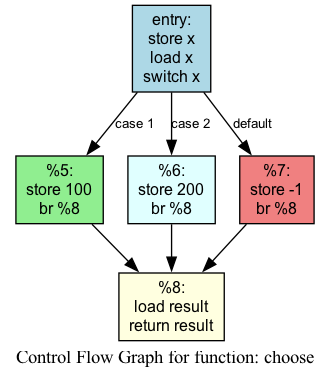 entry:
store x
load x
switch x
case 1
case 2
default
%5:
store 100
br %8
%6:
store 200
br %8
%7:
store -1
br %8
%8:
load result
return result
Control Flow Graph for function: choose